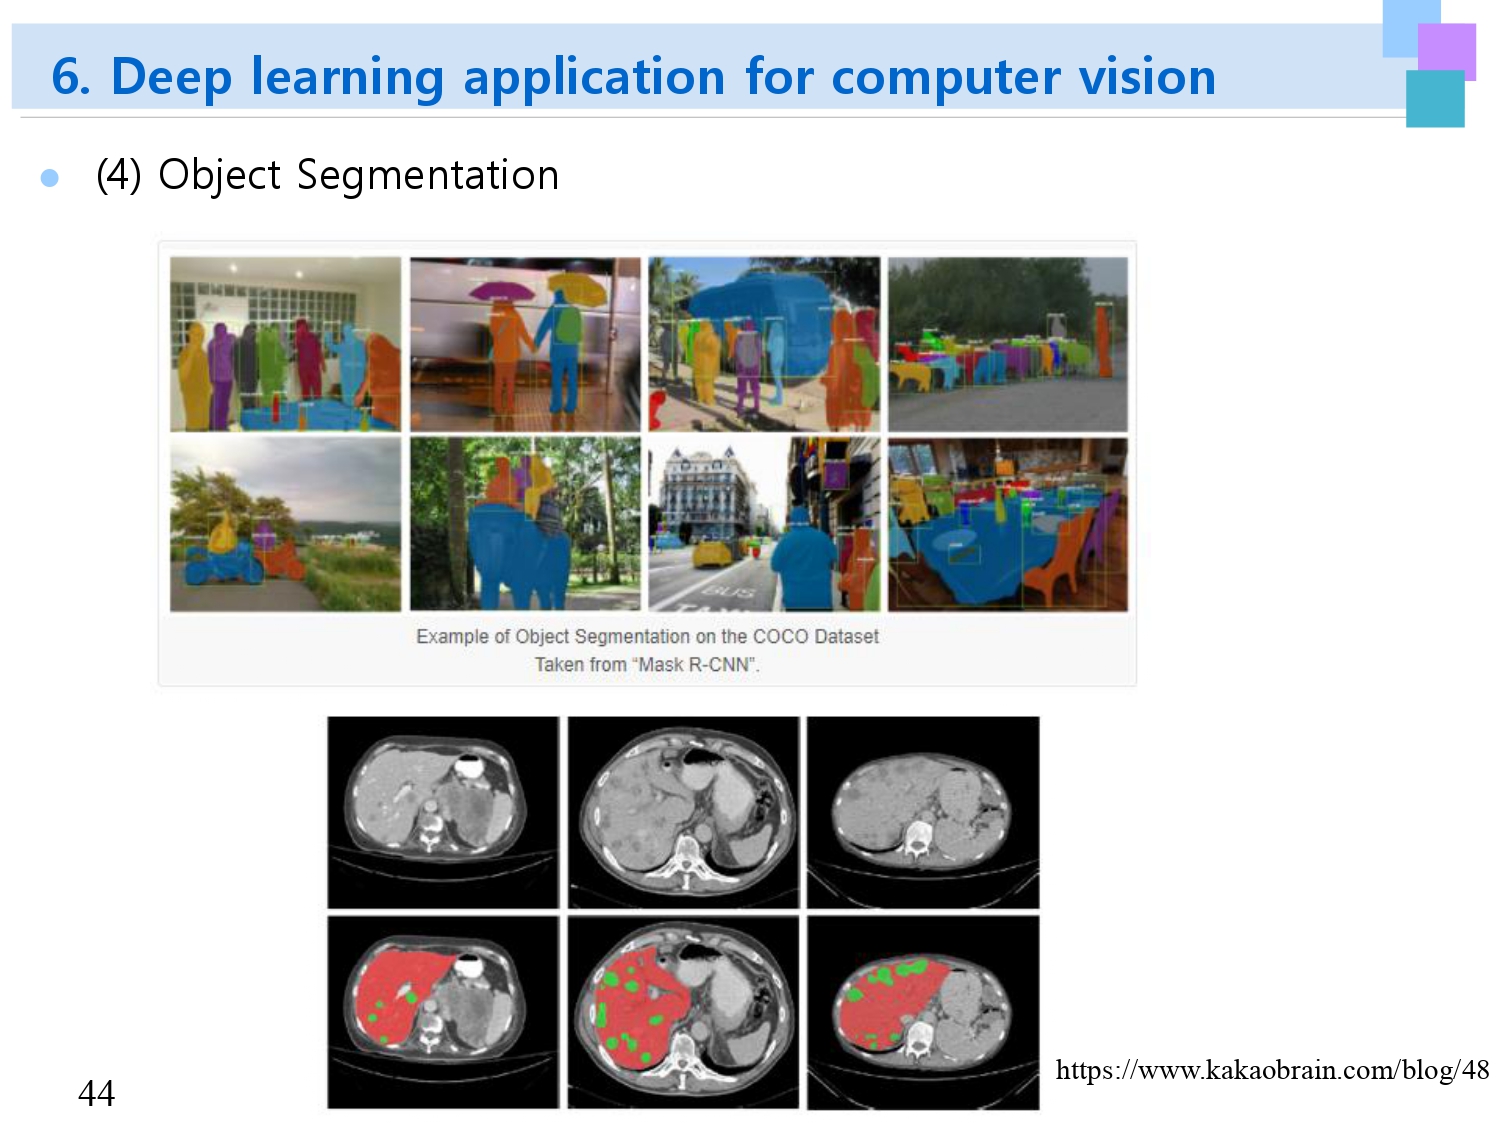 6. Deep learning application for computer vision
(4) Object Segmentation
BUS
Example of Object Segmentation on the COCO Dataset
Taken from “Mask R-CNN”.
https://www.kakaobrain.com/blog/48
44